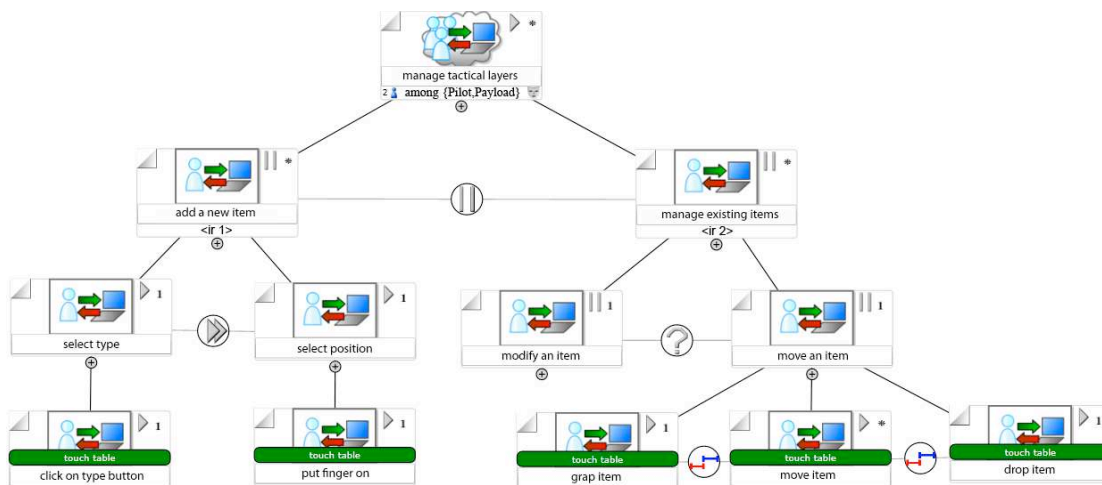 *
manage tactical layers
2 among {Pilot,Payload}
*
add a new item
<ir 1>
*
manage existing items
<ir 2>
1
select type
1
select position
1
modify an item
?
1
move an item
1
touch table
click on type button
1
touch table
put finger on
1
touch table
grap item
*
touch table
move item
1
touch table
drop item